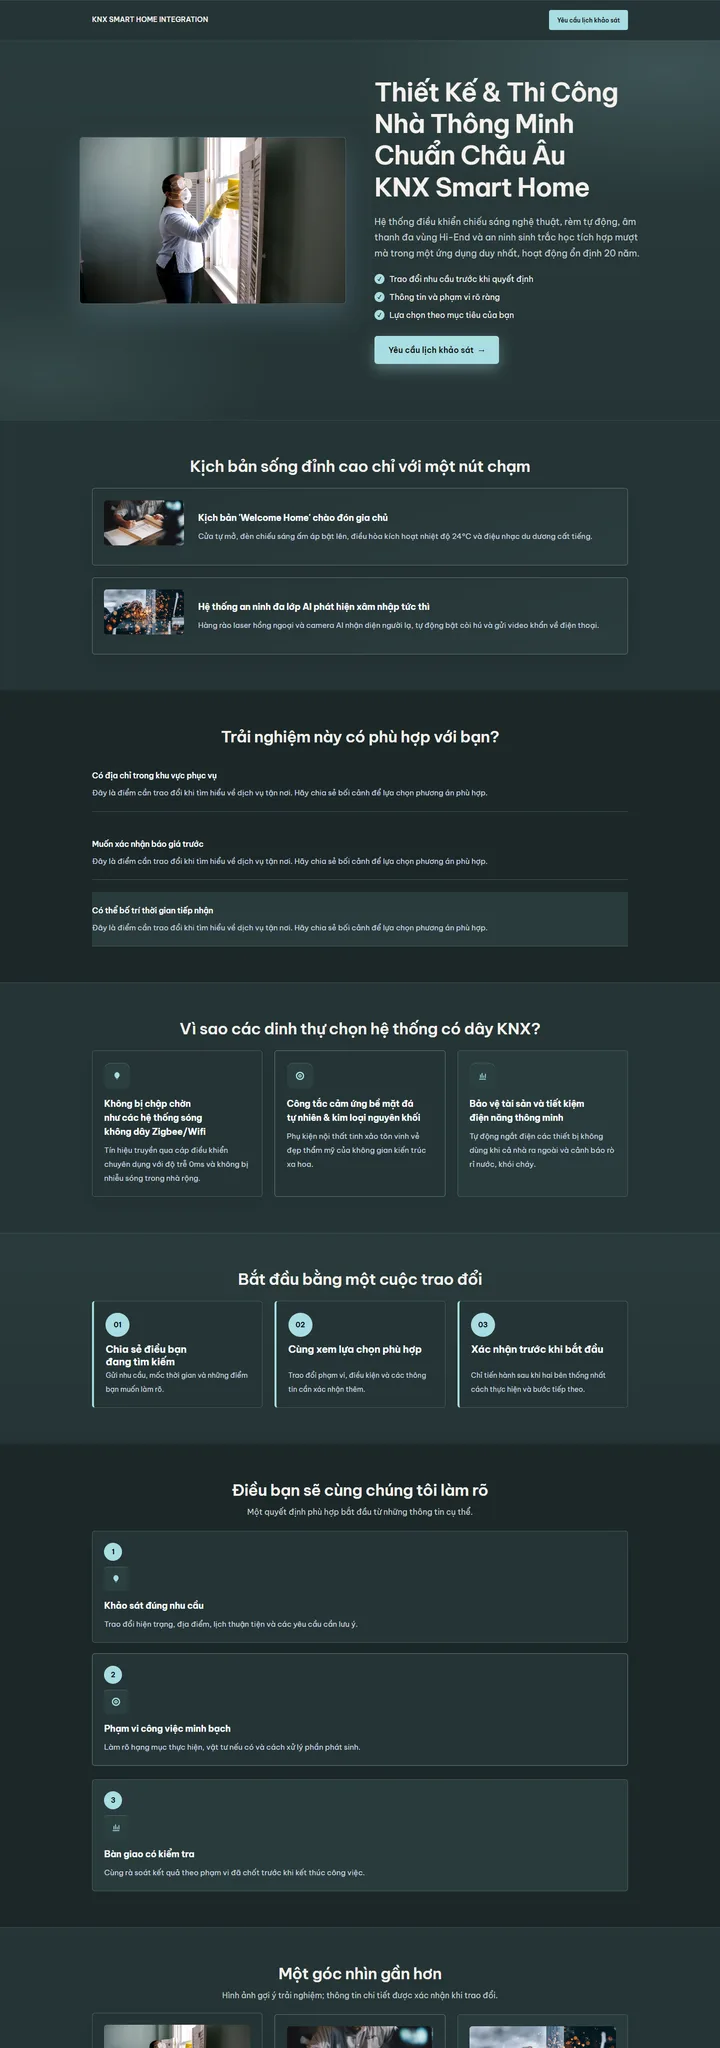 KNX SMART HOME INTEGRATION
Yêu cầu lịch khảo sát
Thiết Kế & Thi Công
Nhà Thông Minh
Chuẩn Châu Âu
KNX Smart Home
Hệ thống điều khiển chiếu sáng nghệ thuật, rèm tự động, âm
thanh đa vùng Hi-End và an ninh sinh trắc học tích hợp mượt
mà trong một ứng dụng duy nhất, hoạt động ổn định 20 năm.
Trao đổi nhu cầu trước khi quyết định
Thông tin và phạm vi rõ ràng
Lựa chọn theo mục tiêu của bạn
Yêu cầu lịch khảo sát →
Kịch bản sống đỉnh cao chỉ với một nút chạm
Kịch bản 'Welcome Home' chào đón gia chủ
Cửa tự mở, đèn chiếu sáng ấm áp bật lên, điều hòa kích hoạt nhiệt độ 24°C và điệu nhạc du dương cất tiếng.
Hệ thống an ninh đa lớp AI phát hiện xâm nhập tức thì
Hàng rào laser hồng ngoại và camera AI nhận diện người lạ, tự động bật còi hú và gửi video khẩn về điện thoại.
Trải nghiệm này có phù hợp với bạn?
Có địa chỉ trong khu vực phục vụ
Đây là điểm cần trao đổi khi tìm hiểu về dịch vụ tận nơi. Hãy chia sẻ bối cảnh để lựa chọn phương án phù hợp.
Muốn xác nhận báo giá trước
Đây là điểm cần trao đổi khi tìm hiểu về dịch vụ tận nơi. Hãy chia sẻ bối cảnh để lựa chọn phương án phù hợp.
Có thể bố trí thời gian tiếp nhận
Đây là điểm cần trao đổi khi tìm hiểu về dịch vụ tận nơi. Hãy chia sẻ bối cảnh để lựa chọn phương án phù hợp.
Vì sao các dinh thự chọn hệ thống có dây KNX?
Không bị chập chờn
như các hệ thống sóng
không dây Zigbee/Wifi
Tín hiệu truyền qua cáp điều khiển
chuyên dụng với độ trễ 0ms và không bị
nhiễu sóng trong nhà rộng.
Công tắc cảm ứng bề mặt đá
tự nhiên & kim loại nguyên khối
Phụ kiện nội thất tinh xảo tôn vinh vẻ
đẹp thẩm mỹ của không gian kiến trúc
xa hoa.
Bảo vệ tài sản và tiết kiệm
điện năng thông minh
Tự động ngắt điện các thiết bị không
dùng khi cả nhà ra ngoài và cảnh báo rò
rỉ nước, khói cháy.
Bắt đầu bằng một cuộc trao đổi
01
Chia sẻ điều bạn
đang tìm kiếm
Gửi nhu cầu, mốc thời gian và những điểm
bạn muốn làm rõ.
02
Cùng xem lựa chọn phù hợp
Trao đổi phạm vi, điều kiện và các thông
tin cần xác nhận thêm.
03
Xác nhận trước khi bắt đầu
Chỉ tiến hành sau khi hai bên thống nhất
cách thực hiện và bước tiếp theo.
Điều bạn sẽ cùng chúng tôi làm rõ
Một quyết định phù hợp bắt đầu từ những thông tin cụ thể.
1
Khảo sát đúng nhu cầu
Trao đổi hiện trạng, địa điểm, lịch thuận tiện và các yêu cầu cần lưu ý.
2
Phạm vi công việc minh bạch
Làm rõ hạng mục thực hiện, vật tư nếu có và cách xử lý phần phát sinh.
3
Bàn giao có kiểm tra
Cùng rà soát kết quả theo phạm vi đã chốt trước khi kết thúc công việc.
Một góc nhìn gần hơn
Hình ảnh gợi ý trải nghiệm; thông tin chi tiết được xác nhận khi trao đổi.